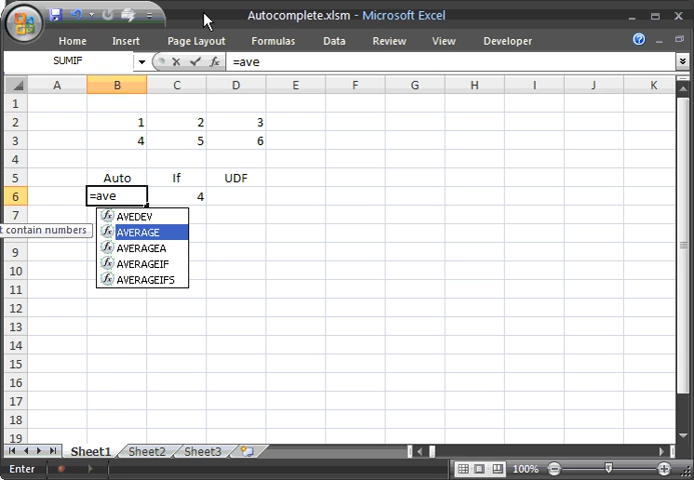 Autocomplete.xlsm - Microsoft Excel
Home Insert Page Layout Formulas Data Review View Developer
SUMIF =ave
A B C D E F G H I J K
1
2 1 2 3
3 4 5 6
4
5 Auto If UDF
6 =ave 4
7 AVEDEV
t contain numbers AVERAGE
9 AVERAGEA
10 AVERAGEIF
AVERAGEIFS
11
12
13
14
15
16
17
18
19
Sheet1 Sheet2 Sheet3
Enter 100%